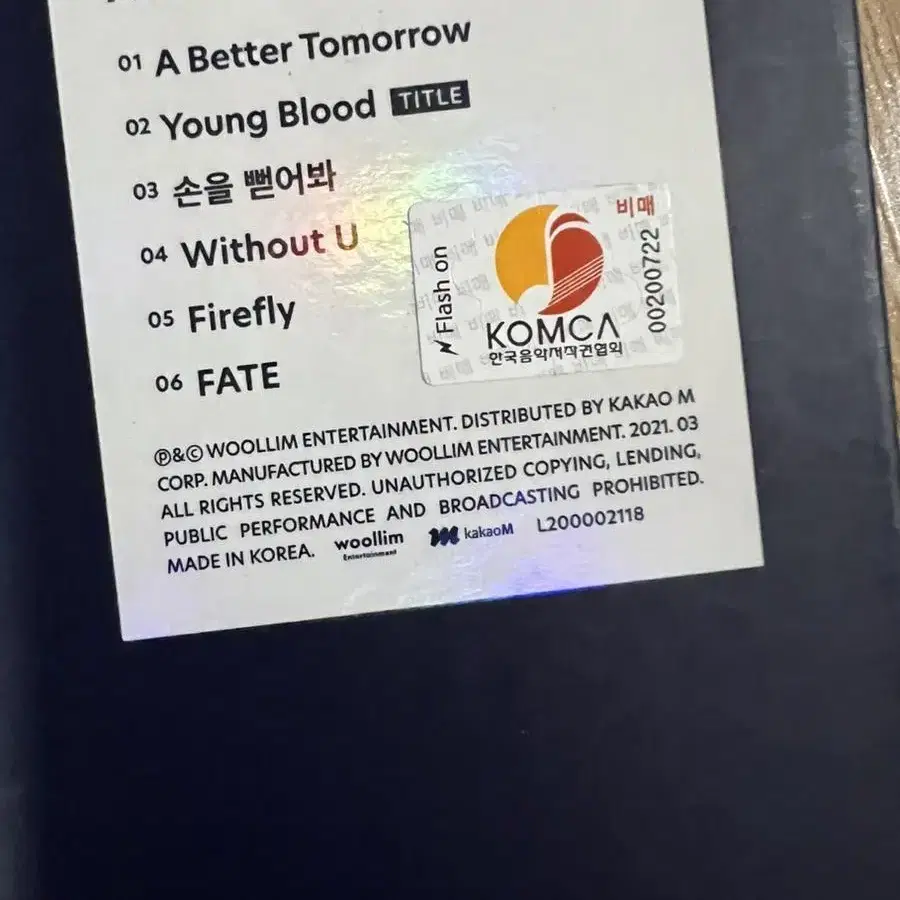 01 A Better Tomorrow
02 Young Blood TITLE
03 손을 뻗어봐
04 Without U
05 Firefly
06 FATE
Flash on
비매
00200722
KOMCA
한국음악저작권협회
℗&© WOOLLIM ENTERTAINMENT. DISTRIBUTED BY KAKAO M
CORP. MANUFACTURED BY WOOLLIM ENTERTAINMENT. 2021. 03
ALL RIGHTS RESERVED. UNAUTHORIZED COPYING, LENDING,
PUBLIC PERFORMANCE AND BROADCASTING PROHIBITED.
MADE IN KOREA. woollim Entertainment kakaoM L200002118